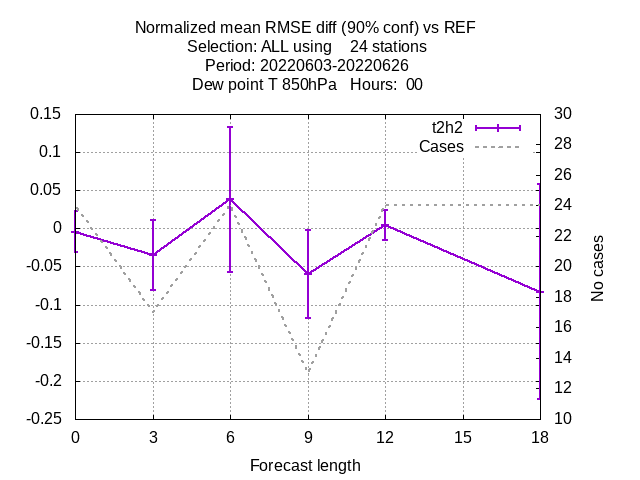 Normalized mean RMSE diff (90% conf) vs REF
Selection: ALL using    24 stations
Period: 20220603-20220626
Dew point T 850hPa   Hours:  00
t2h2
Cases
0.15
0.1
0.05
0
-0.05
-0.1
-0.15
-0.2
-0.25
30
28
26
24
22
20
18
16
14
12
10
No cases
0 3 6 9 12 15 18
Forecast length